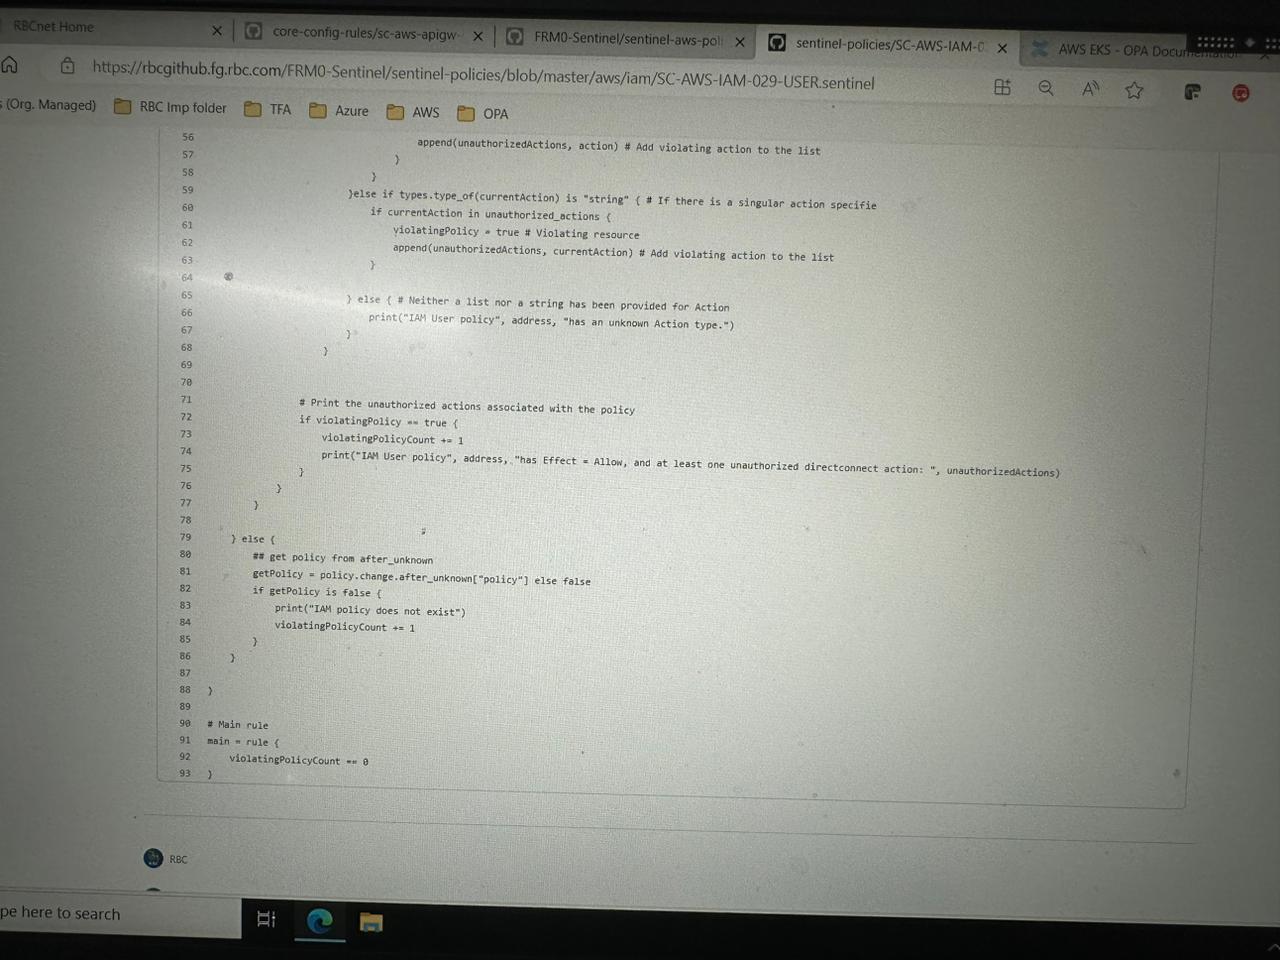 RBCnet Home
core-config-rules/sc-aws-apigw-
FRM0-Sentinel/sentinel-aws-poli
sentinel-policies/SC-AWS-IAM-0
AWS EKS - OPA Documentation
https://rbcgithub.fg.rbc.com/FRM0-Sentinel/sentinel-policies/blob/master/aws/iam/SC-AWS-IAM-029-USER.sentinel
s (Org. Managed) RBC Imp folder TFA Azure AWS OPA
56 append(unauthorizedActions, action) # Add violating action to the list
57 }
58 }
59 }else if types.type_of(currentAction) is "string" { # If there is a singular action specifie
60 if currentAction in unauthorized_actions {
61 violatingPolicy = true # Violating resource
62 append(unauthorizedActions, currentAction) # Add violating action to the list
63 }
64
65 } else { # Neither a list nor a string has been provided for Action
66 print("IAM User policy", address, "has an unknown Action type.")
67 }
68 }
69
70
71 # Print the unauthorized actions associated with the policy
72 if violatingPolicy == true {
73 violatingPolicyCount += 1
74 print("IAM User policy", address, "has Effect = Allow, and at least one unauthorized directconnect action: ", unauthorizedActions)
75 }
76 }
77 }
78
79 } else {
80 ## get policy from after_unknown
81 getPolicy = policy.change.after_unknown["policy"] else false
82 if getPolicy is false {
83 print("IAM policy does not exist")
84 violatingPolicyCount += 1
85 }
86 }
87
88 }
89
90 # Main rule
91 main = rule {
92 violatingPolicyCount == 0
93 }
RBC
pe here to search